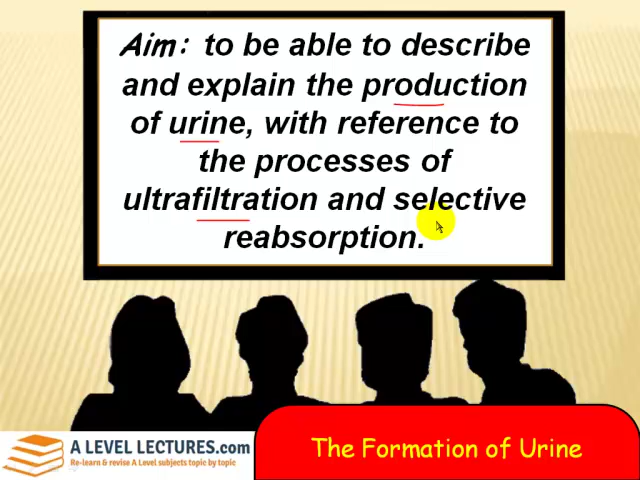 Aim: to be able to describe
and explain the production
of urine, with reference to
the processes of
ultrafiltration and selective
reabsorption.
A LEVEL LECTURES.com
Re-learn & revise A Level subjects topic by topic
The Formation of Urine